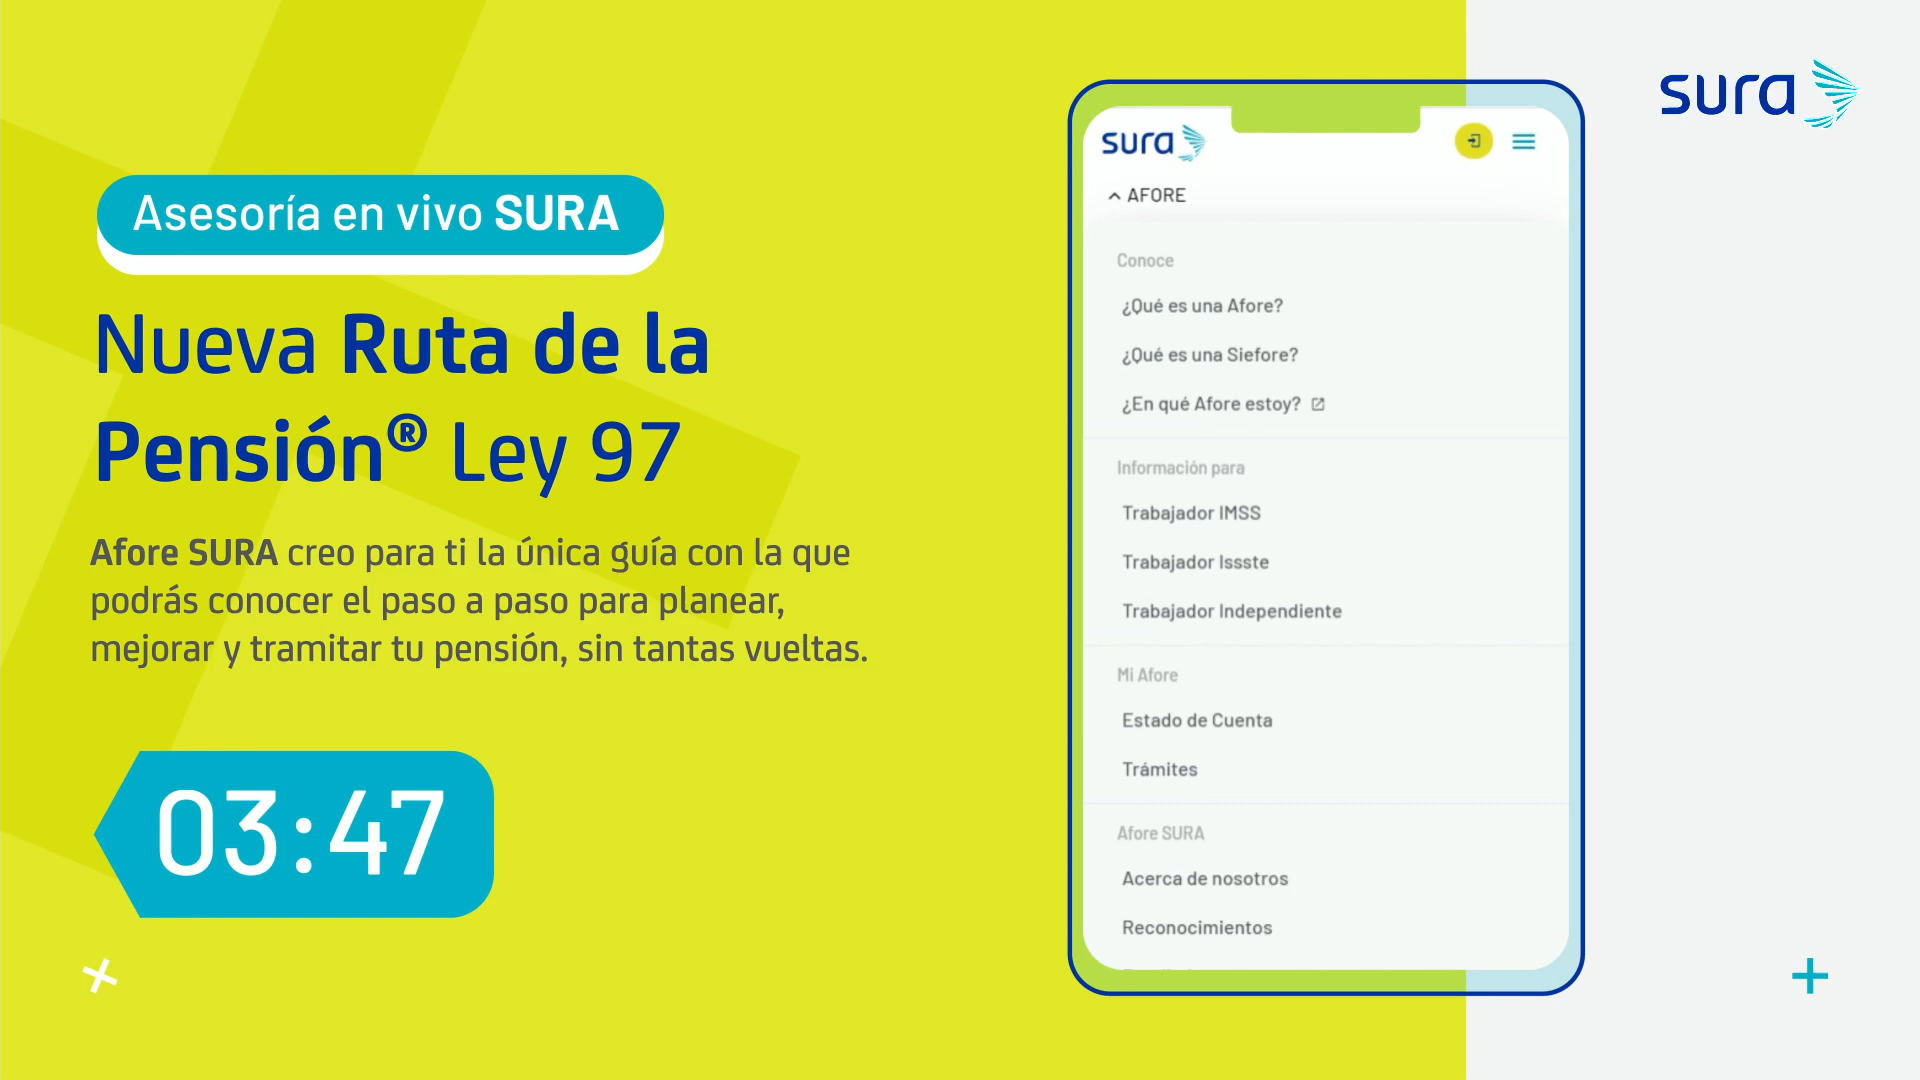 sura
Asesoría en vivo SURA
Nueva Ruta de la
Pensión® Ley 97
Afore SURA creo para ti la única guía con la que
podrás conocer el paso a paso para planear,
mejorar y tramitar tu pensión, sin tantas vueltas.
03:47
sura
AFORE
Conoce
¿Qué es una Afore?
¿Qué es una Siefore?
¿En qué Afore estoy?
Información para
Trabajador IMSS
Trabajador Issste
Trabajador Independiente
Mi Afore
Estado de Cuenta
Trámites
Afore SURA
Acerca de nosotros
Reconocimientos